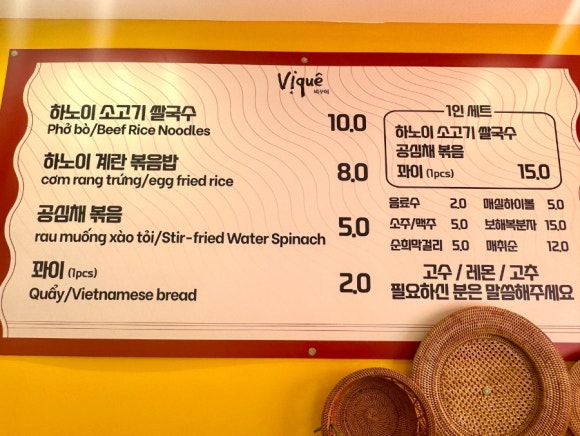 Vịquê
비꾸에
하노이 소고기 쌀국수 10.0
Phở bò/Beef Rice Noodles
하노이 계란 볶음밥 8.0
cơm rang trứng/egg fried rice
공심채 볶음 5.0
rau muống xào tỏi/Stir-fried Water Spinach
꽈이 (1pcs) 2.0
Quẩy/Vietnamese bread
1인 세트
하노이 소고기 쌀국수
공심채 볶음
꽈이 (1pcs) 15.0
음료수 2.0 매실하이볼 5.0
소주/맥주 5.0 보해복분자 15.0
순희막걸리 5.0 매취순 12.0
고수 / 레몬 / 고추
필요하신 분은 말씀해주세요